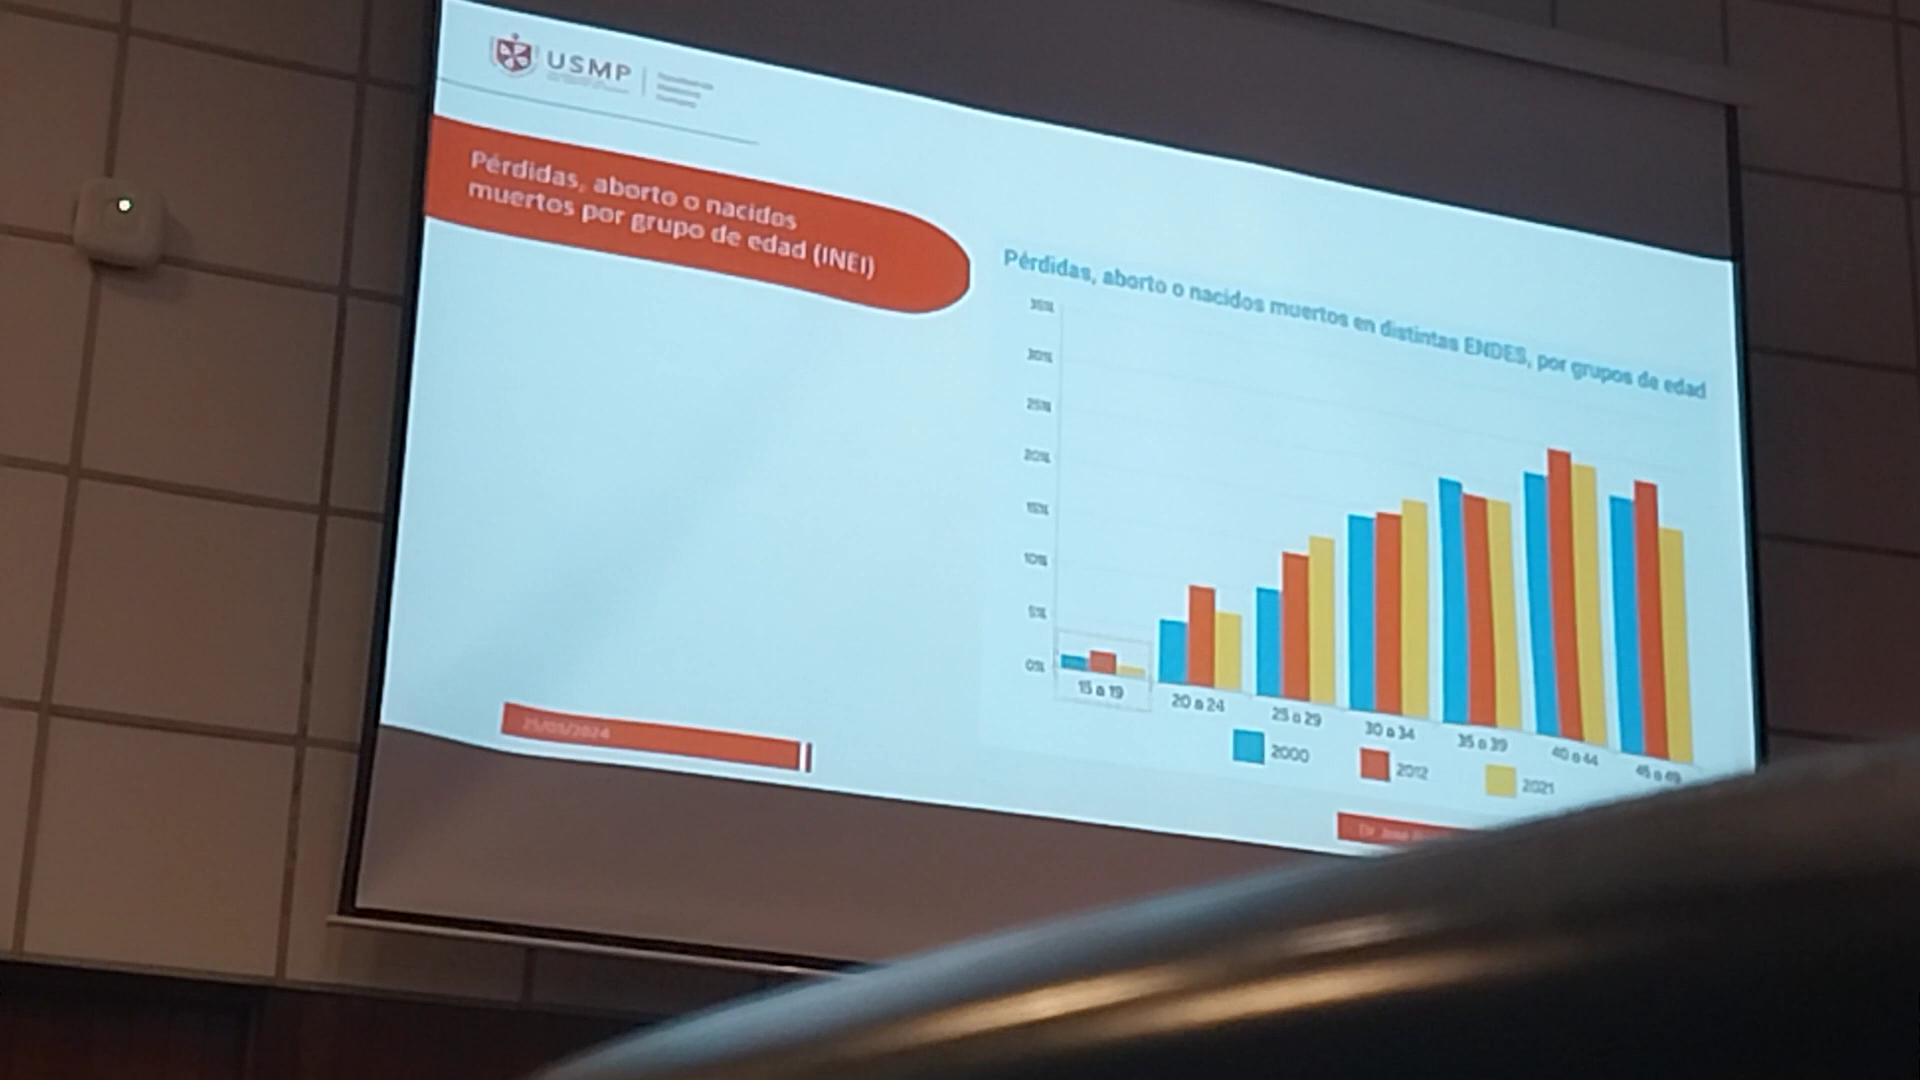 USMP
Pérdidas, aborto o nacidos
muertos por grupo de edad (INEI)
Pérdidas, aborto o nacidos muertos en distintas ENDES, por grupos de edad
35%
30%
25%
20%
15%
10%
5%
0%
15 a 19
20 a 24
25 a 29
30 a 34
35 a 39
40 a 44
45 a 49
2000
2012
2021
Dr. José